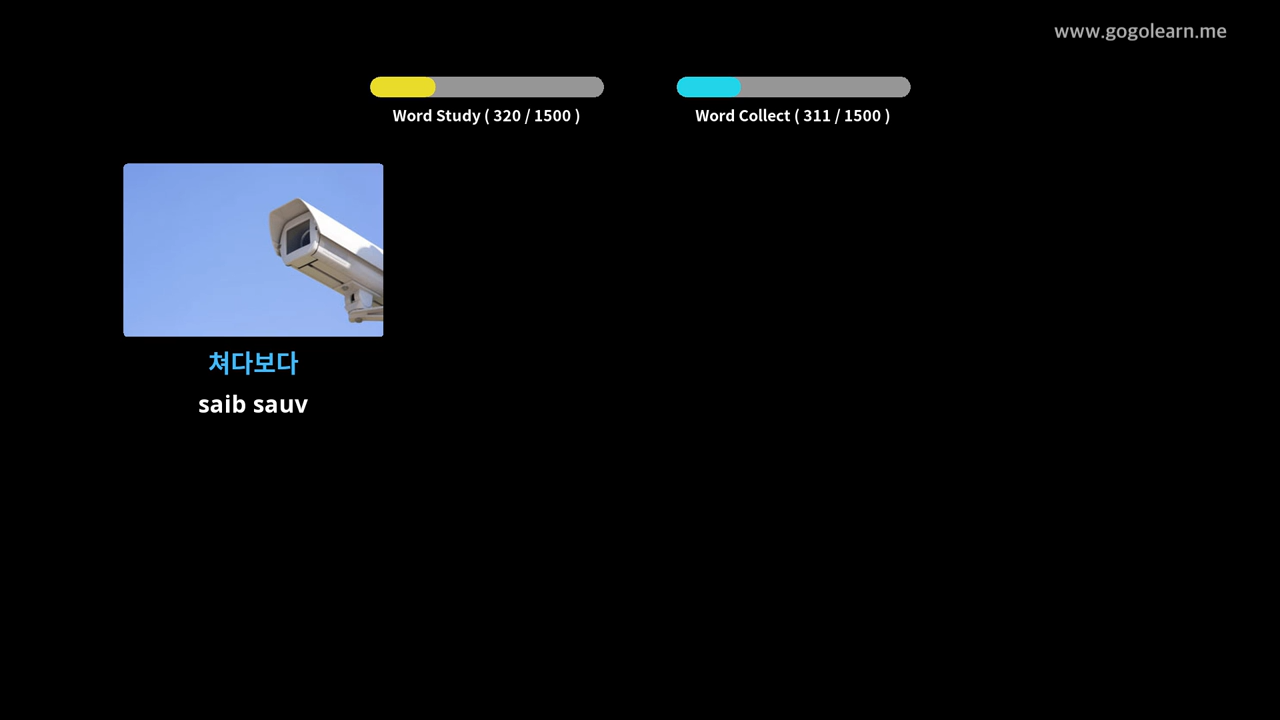 www.gogolearn.me
Word Study ( 320 / 1500 )
Word Collect ( 311 / 1500 )
쳐다보다
saib sauv